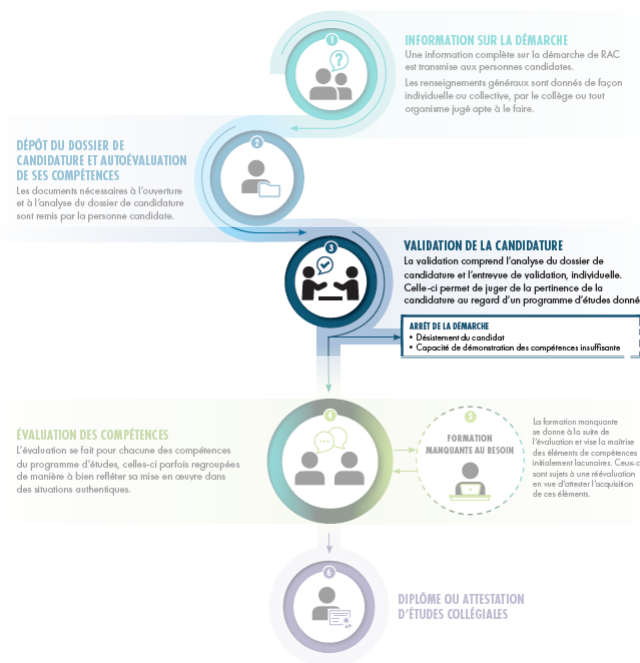 1
INFORMATION SUR LA DÉMARCHE
Une information complète sur la démarche de RAC
est transmise aux personnes candidates.
Les renseignements généraux sont donnés de façon
individuelle ou collective, par le collège ou tout
organisme jugé apte à le faire.
2
DÉPÔT DU DOSSIER DE
CANDIDATURE ET AUTOÉVALUATION
DE SES COMPÉTENCES
Les documents nécessaires à l'ouverture
et à l'analyse du dossier de candidature
sont remis par la personne candidate.
3
VALIDATION DE LA CANDIDATURE
La validation comprend l'analyse du dossier de
candidature et l'entrevue de validation, individuelle.
Celle-ci permet de juger de la pertinence de la
candidature au regard d'un programme d'études donné
ARRÊT DE LA DÉMARCHE
• Désistement du candidat
• Capacité de démonstration des compétences insuffisante
4
ÉVALUATION DES COMPÉTENCES
L'évaluation se fait pour chacune des compétences
du programme d'études, celles-ci parfois regroupées
de manière à bien refléter sa mise en œuvre dans
des situations authentiques.
5
FORMATION
MANQUANTE AU BESOIN
La formation manquante
se donne à la suite de
l'évaluation et vise la maîtrise
des éléments de compétences
initialement lacunaires. Ceux-c
sont sujets à une réévaluation
en vue d'attester l'acquisition
de ces éléments.
6
DIPLÔME OU ATTESTATION
D'ÉTUDES COLLÉGIALES